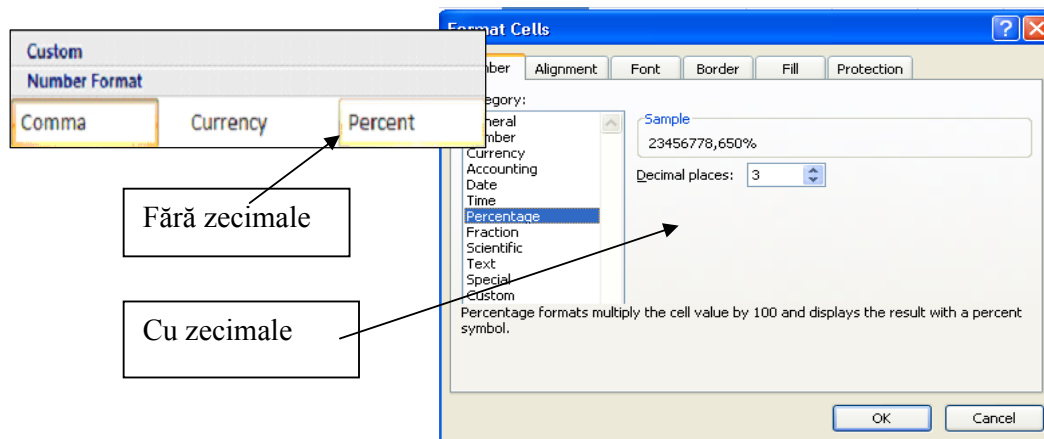 Custom
Number Format
Comma Currency Percent
Fără zecimale
Cu zecimale
Format Cells
Alignment Font Border Fill Protection
Sample
23456778,650%
Decimal places: 3
Currency
Accounting
Date
Time
Percentage
Fraction
Scientific
Text
Special
Custom
Percentage formats multiply the cell value by 100 and displays the result with a percent
symbol.
OK Cancel